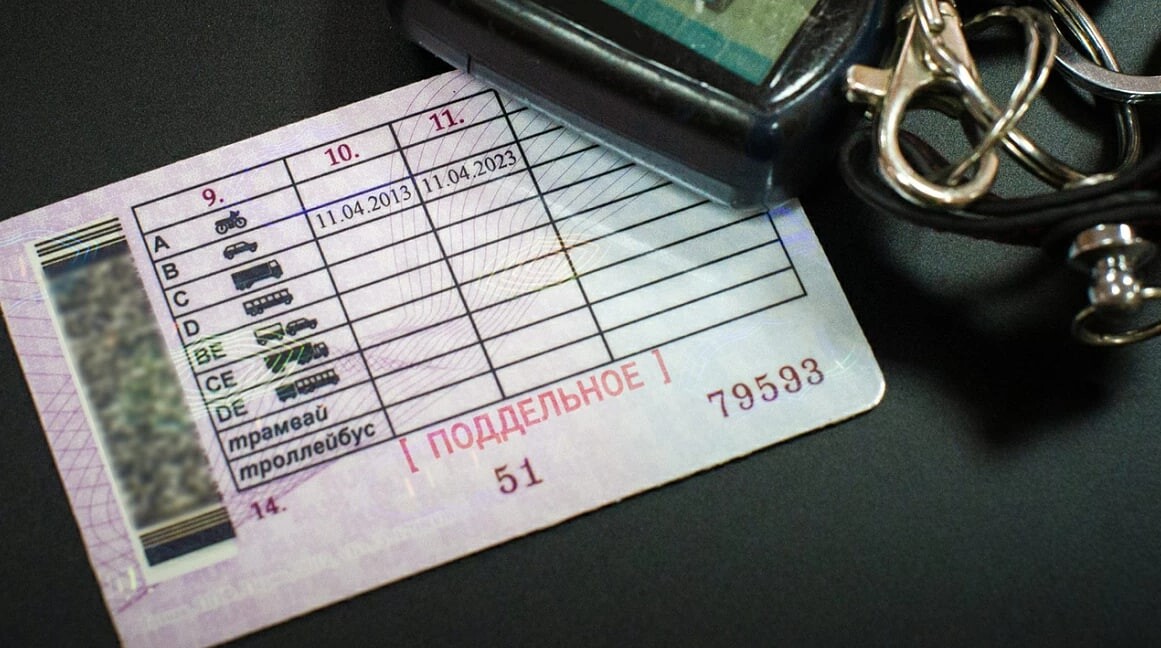 9. 10. 11.
A
B 11.04.2013 11.04.2023
C
D
BE
CE
DE
трамвай
троллейбус
[ ПОДДЕЛЬНОЕ ]
14. 51 79593